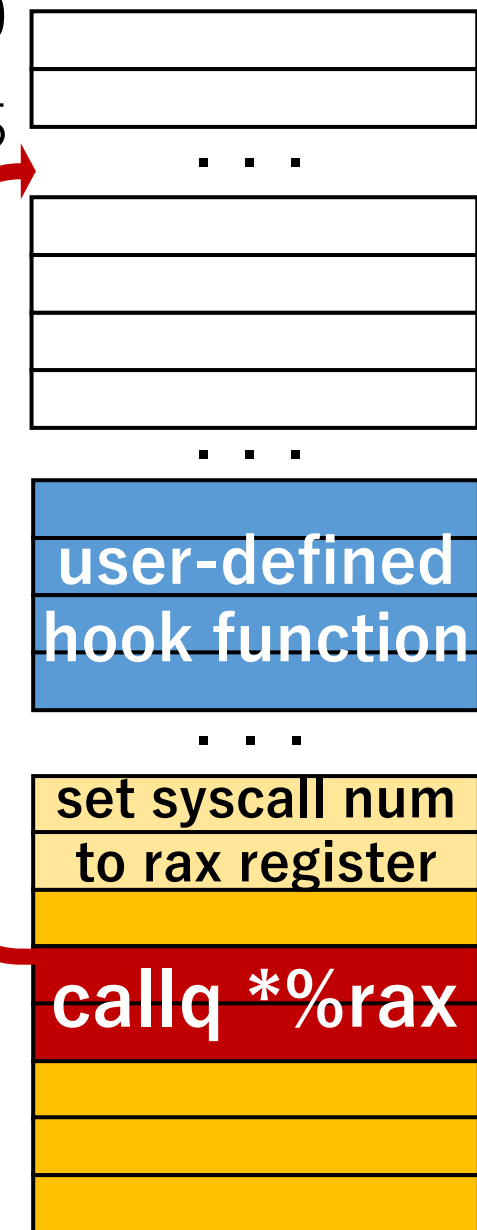 . . .
. . .
user-defined
hook function
. . .
set syscall num
to rax register
callq *%rax